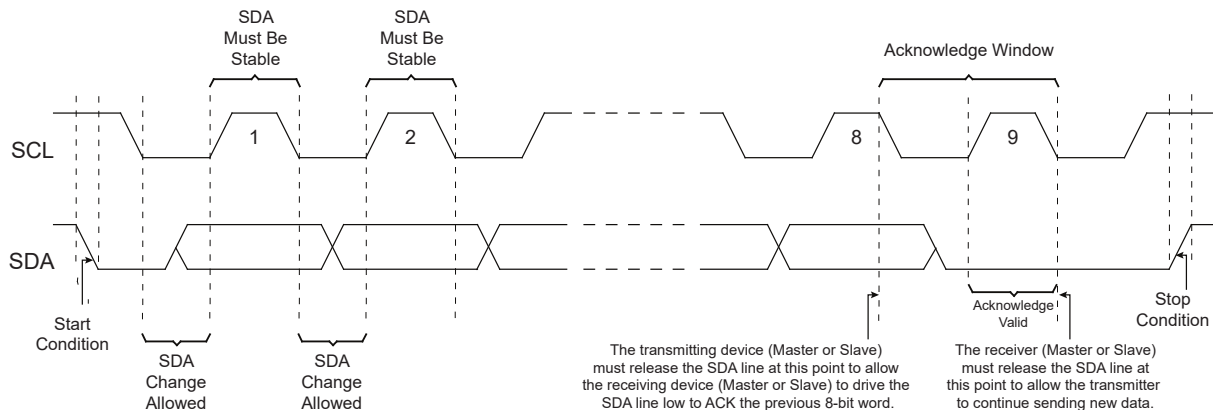 SDA
Must Be
Stable
SDA
Must Be
Stable
Acknowledge Window
SCL
1
2
8
9
SDA
Start
Condition
SDA
Change
Allowed
SDA
Change
Allowed
Acknowledge
Valid
Stop
Condition
The transmitting device (Master or Slave)
must release the SDA line at this point to allow
the receiving device (Master or Slave) to drive the
SDA line low to ACK the previous 8-bit word.
The receiver (Master or Slave)
must release the SDA line at
this point to allow the transmitter
to continue sending new data.